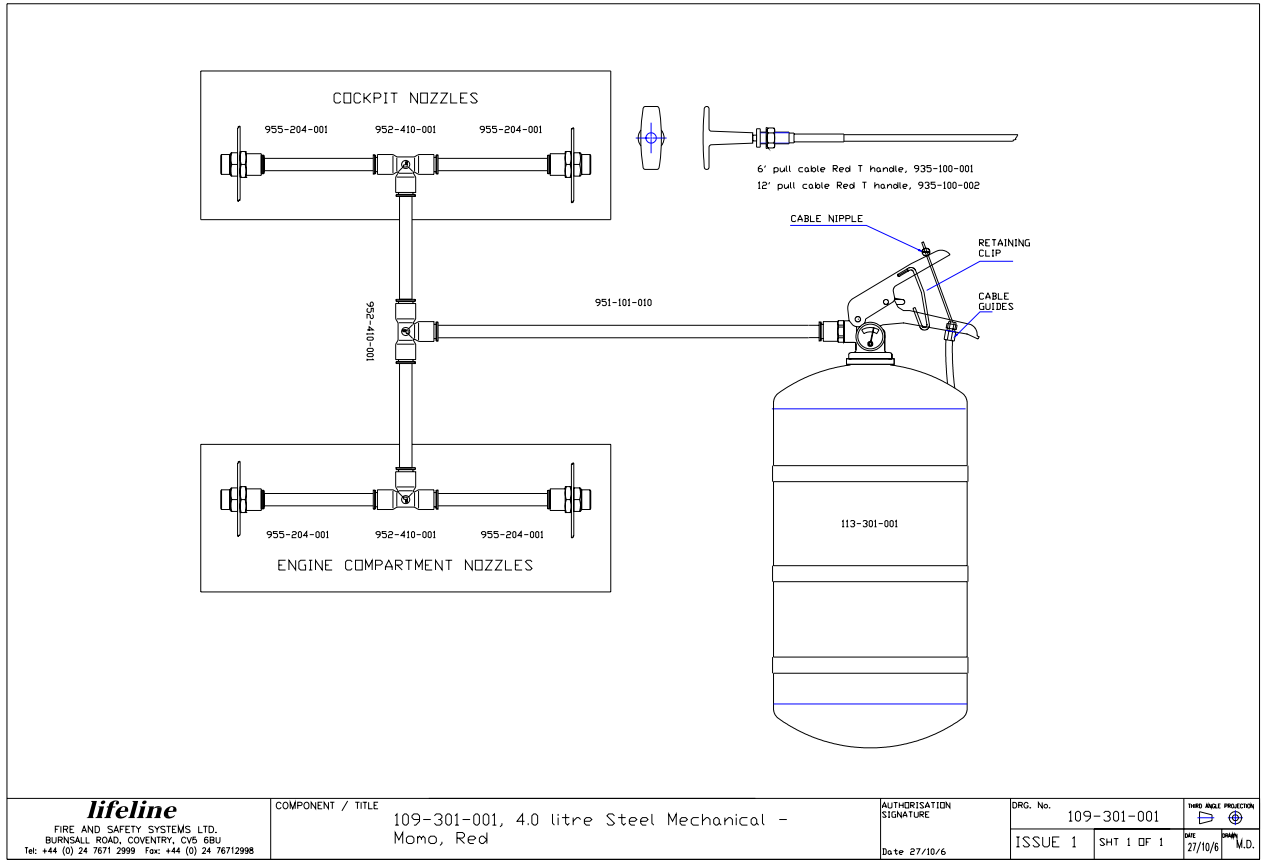 COCKPIT NOZZLES
955-204-001 952-410-001 955-204-001
6' pull cable Red T handle, 935-100-001
12' pull cable Red T handle, 935-100-002
CABLE NIPPLE
RETAINING
CLIP
CABLE
GUIDES
951-101-010
952-410-001
113-301-001
955-204-001 952-410-001 955-204-001
ENGINE COMPARTMENT NOZZLES
lifeline
FIRE AND SAFETY SYSTEMS LTD.
BURNSALL ROAD, COVENTRY, CV5 6BU
Tel: +44 (0) 24 7671 2999 Fax: +44 (0) 24 76712998
COMPONENT / TITLE
109-301-001, 4.0 litre Steel Mechanical -
Momo, Red
AUTHORISATION
SIGNATURE
Date 27/10/6
DRG. No.
109-301-001
ISSUE 1
SHT 1 OF 1
THIRD ANGLE PROJECTION
DATE
27/10/6
DRAWN
M.D.